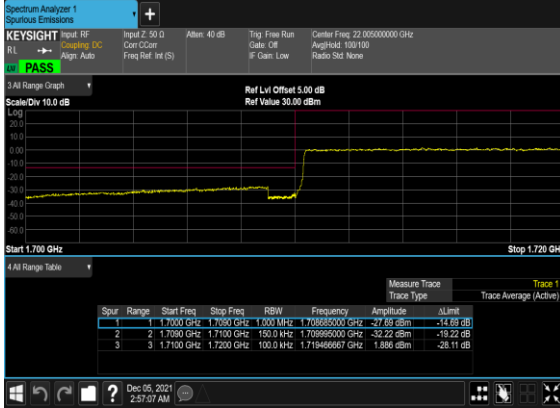 Spectrum Analyzer 1
Spurious Emissions
+
KEYSIGHT Input: RF Input Z: 50 Ω Atten: 40 dB Trig: Free Run Center Freq: 22.005000000 GHz
RL Coupling: DC Corr CCorr Gate: Off Avg|Hold: 100/100
Align: Auto Freq Ref: Int (S) IF Gain: Low Radio Std: None
LXI PASS
3.All Range Graph
Ref Lvl Offset 5.00 dB
Scale/Div 10.0 dB Ref Value 30.00 dBm
Log
20.0
10.0
0.00
-10.0
-20.0
-30.0
-40.0
-50.0
-60.0
Start 1.700 GHz Stop 1.720 GH
4.All Range Table
Measure Trace Trace 1
Trace Type Trace Average (Active)
Spur Range Start Freq Stop Freq RBW Frequency Amplitude ΔLimit
1 1 1.7000 GHz 1.7090 GHz 1.000 MHz 1.708685000 GHz -27.69 dBm -14.69 dB
2 2 1.7090 GHz 1.7100 GHz 150.0 kHz 1.709995000 GHz -32.22 dBm -19.22 dB
3 3 1.7100 GHz 1.7200 GHz 100.0 kHz 1.719466667 GHz 1.886 dBm -28.11 dB
? Dec 05, 2021
2:57:07 AM